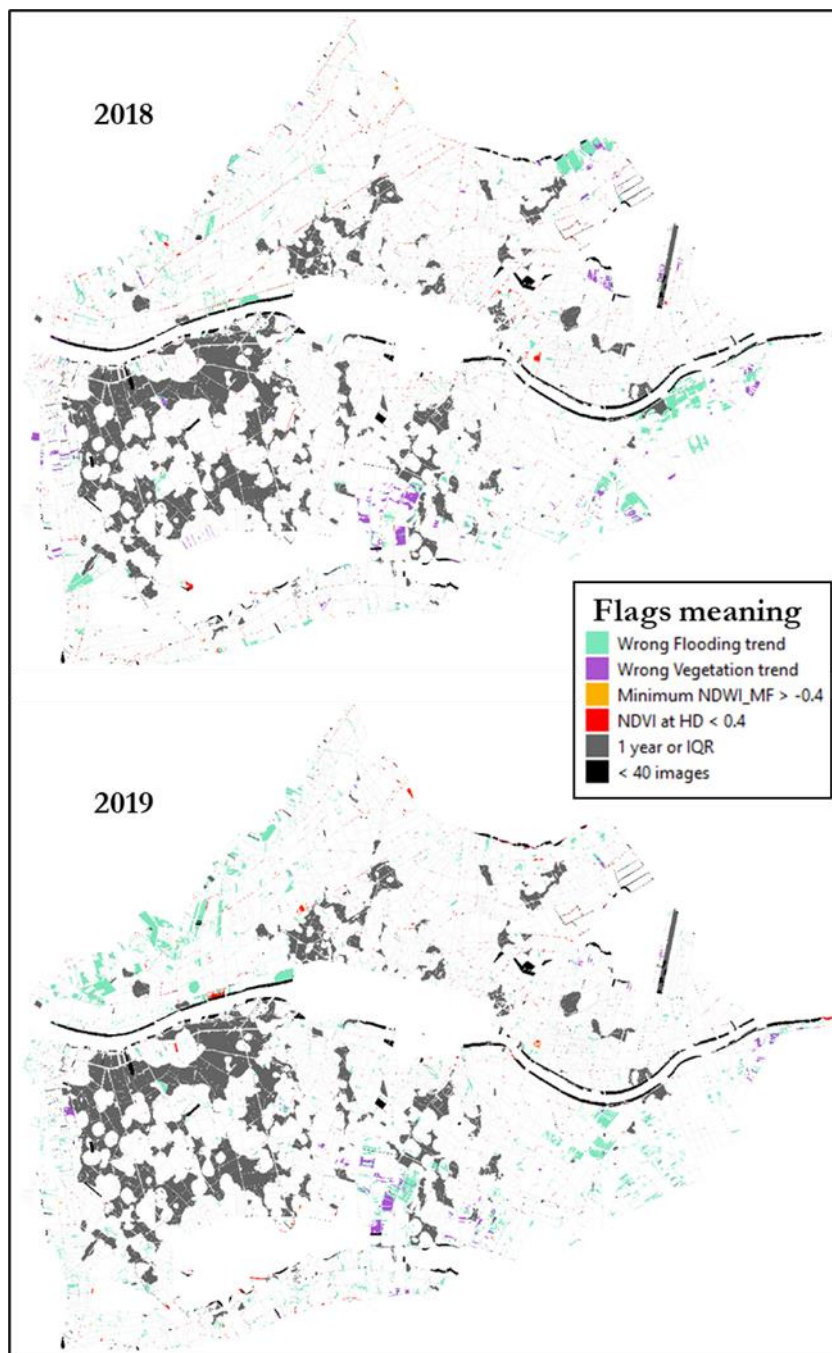 2018
Flags meaning
Wrong Flooding trend
Wrong Vegetation trend
Minimum NDWI_MF > -0.4
NDVI at HD < 0.4
1 year or IQR
< 40 images
2019